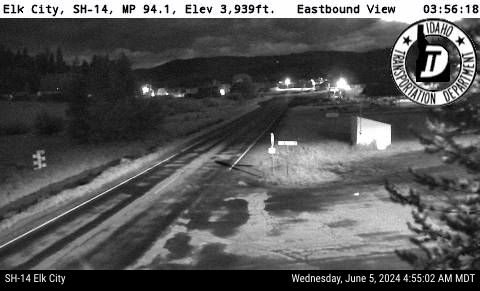 Elk City, SH-14, MP 94.1, Elev 3,939ft.   Eastbound View   03:56:18
IDAHO
TRANSPORTATION DEPARTMENT
SH-14 Elk City   Wednesday, June 5, 2024 4:55:02 AM MDT